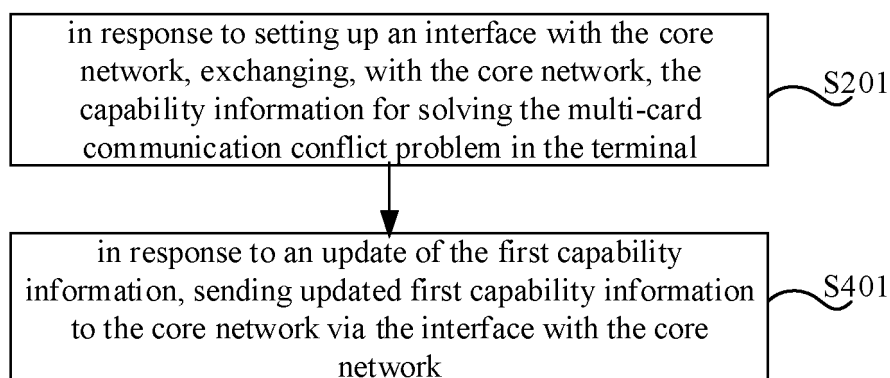 in response to setting up an interface with the core
network, exchanging, with the core network, the
capability information for solving the multi-card
communication conflict problem in the terminal
S201
in response to an update of the first capability
information, sending updated first capability information
to the core network via the interface with the core
network
S401